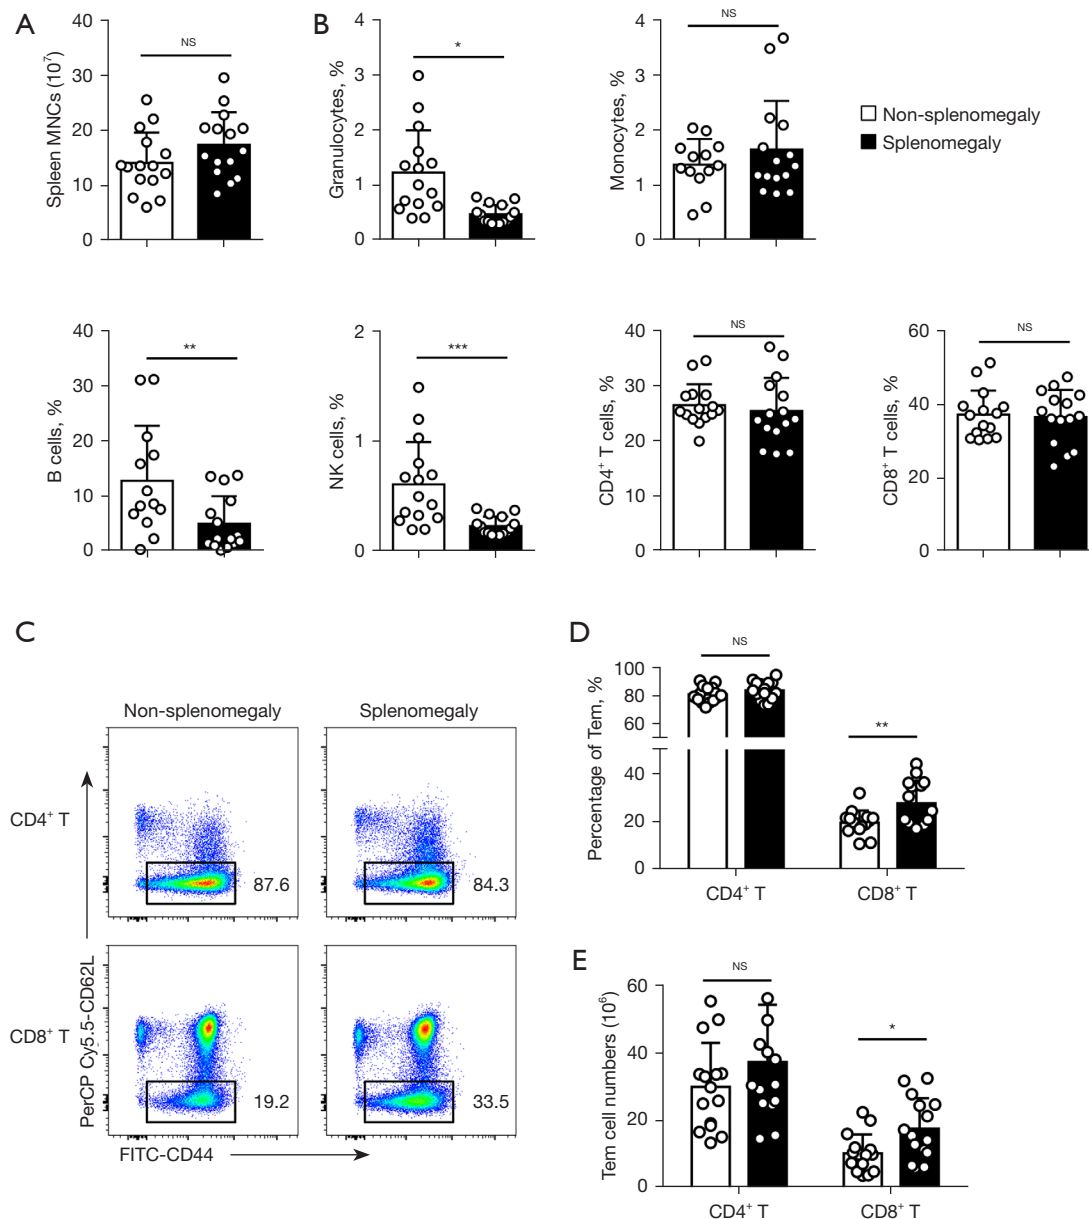 A
Spleen MNCs (10⁷)
40
30
20
10
0
NS
B
Granulocytes, %
4
3
2
1
0
*
Monocytes, %
4
3
2
1
0
NS
Non-splenomegaly
Splenomegaly
B cells, %
40
30
20
10
0
**
NK cells, %
2
1
0
***
CD4⁺ T cells, %
40
30
20
10
0
NS
CD8⁺ T cells, %
60
40
20
0
NS
C
Non-splenomegaly
Splenomegaly
CD4⁺ T
87.6
84.3
CD8⁺ T
19.2
33.5
PerCP Cy5.5-CD62L
FITC-CD44
D
Percentage of Tem, %
100
80
60
40
20
0
NS
**
CD4⁺ T
CD8⁺ T
E
Tem cell numbers (10⁶)
60
40
20
0
NS
*
CD4⁺ T
CD8⁺ T